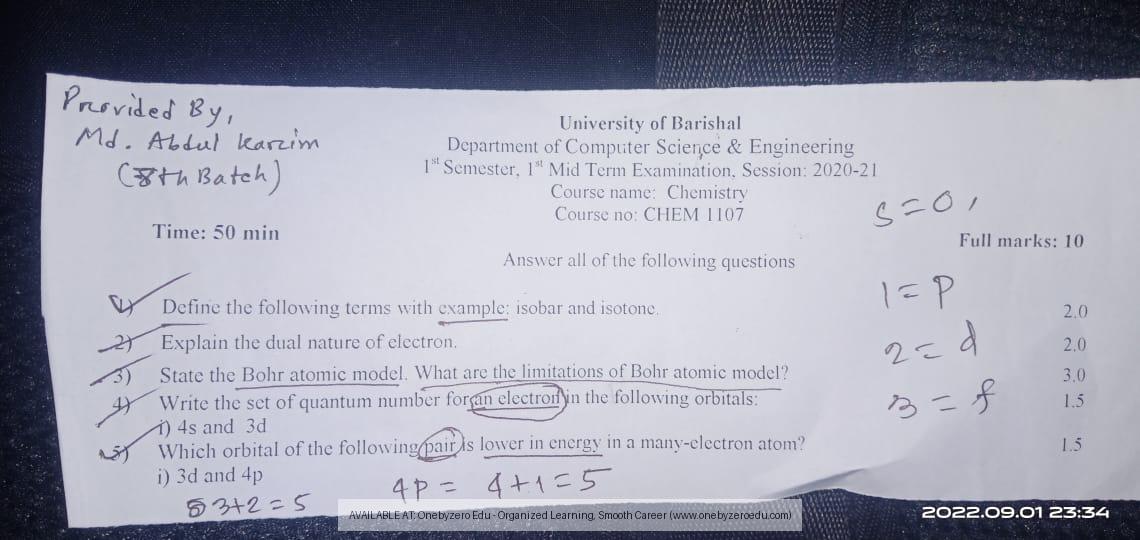 Provided By,
Md. Abdul Karim
(8th Batch)
University of Barishal
Department of Computer Science & Engineering
1st Semester, 1st Mid Term Examination, Session: 2020-21
Course name: Chemistry
Course no: CHEM 1107
S=0,
Time: 50 min
Full marks: 10
Answer all of the following questions
1=P
1) Define the following terms with example: isobar and isotone. 2.0
2) Explain the dual nature of electron. 2.0
2=d
3) State the Bohr atomic model. What are the limitations of Bohr atomic model? 3.0
4) Write the set of quantum number for an electron in the following orbitals: 1.5
3=f
i) 4s and 3d
5) Which orbital of the following pair is lower in energy in a many-electron atom? 1.5
i) 3d and 4p
4P = 4+1=5
3+2=5
AVAILABLE AT: Onebyzero Edu - Organized Learning, Smooth Career (www.onebyzeroedu.com)
2022.09.01 23:34